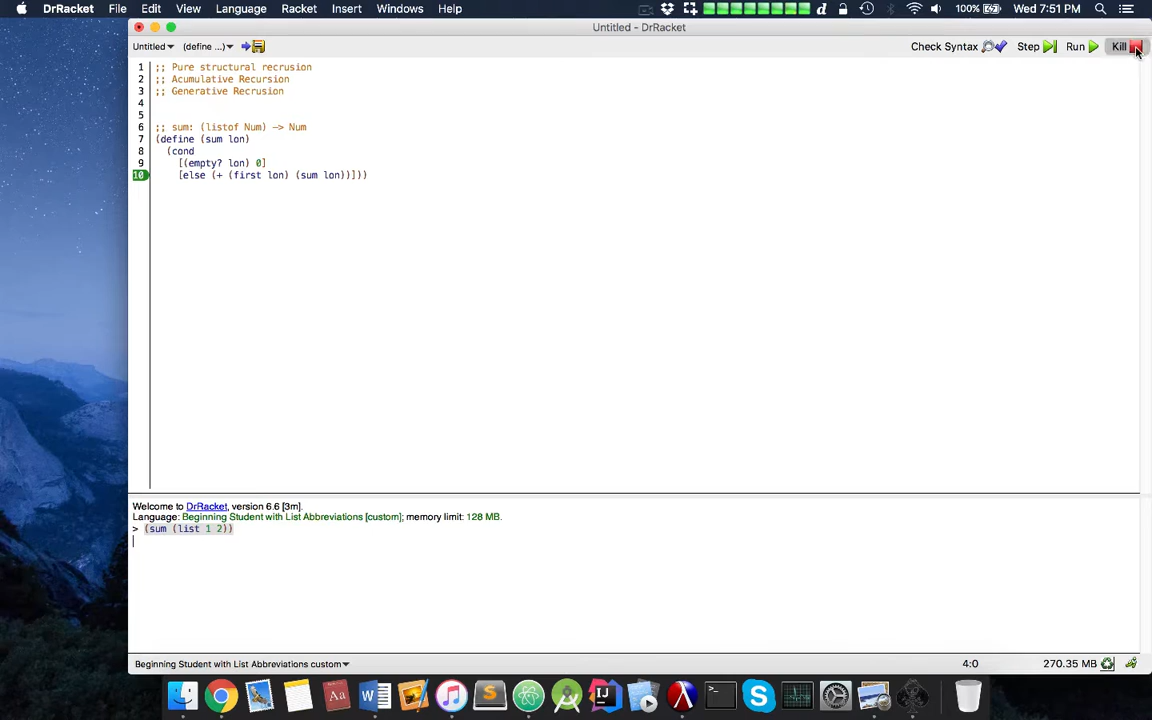 DrRacket File Edit View Language Racket Insert Windows Help 100% Wed 7:51 PM
Untitled - DrRacket
Untitled (define ...) Check Syntax Step Run Kill
1 ;; Pure structural recrusion
2 ;; Acumulative Recursion
3 ;; Generative Recrusion
4
5
6 ;; sum: (listof Num) -> Num
7 (define (sum lon)
8 (cond
9 [(empty? lon) 0]
10 [else (+ (first lon) (sum lon))]))
Welcome to DrRacket, version 6.6 [3m].
Language: Beginning Student with List Abbreviations [custom]; memory limit: 128 MB.
> (sum (list 1 2))
Beginning Student with List Abbreviations custom 4:0 270.35 MB
Aa